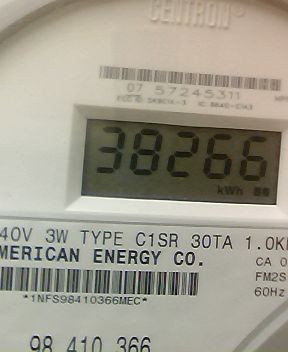 CENTRON®
07 57245311
38266
kWh
40V 3W TYPE C1SR 30TA 1.0K
MERICAN ENERGY CO.
CA 0
FM2S
60Hz
*1NFS98410366MEC*
98 410 366